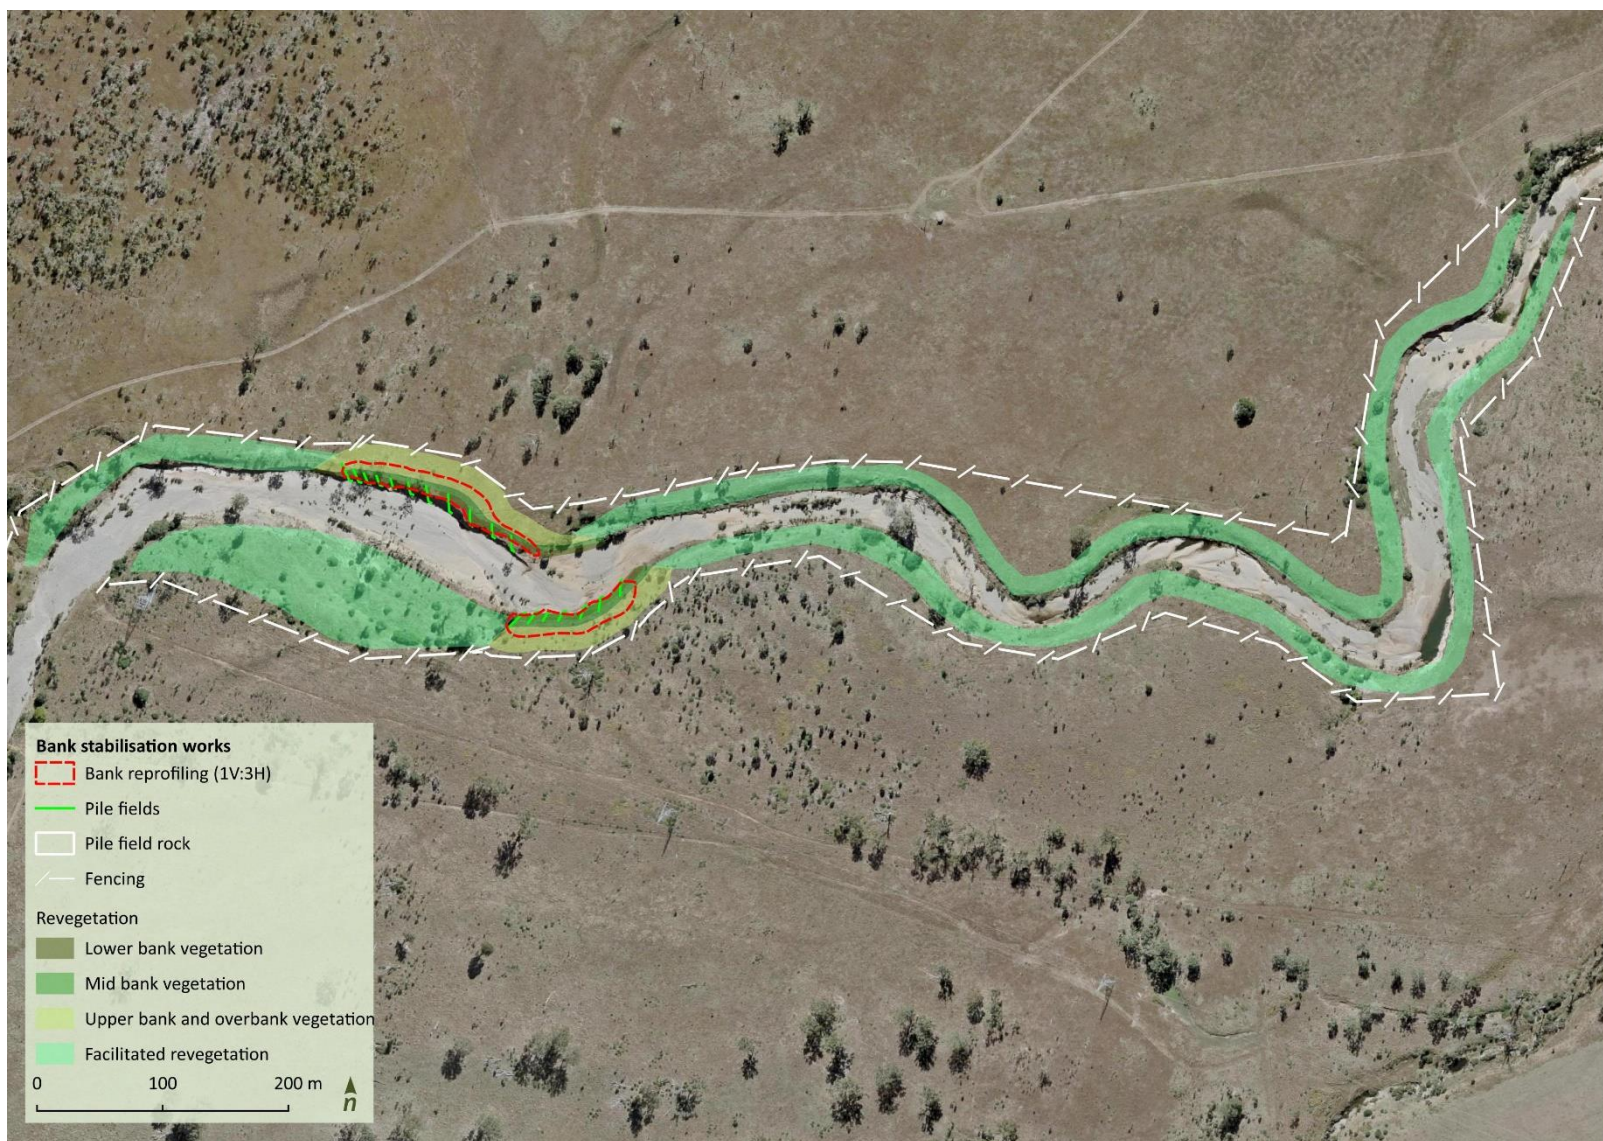 Bank stabilisation works
Bank reprofiling (1V:3H)
Pile fields
Pile field rock
Fencing
Revegetation
Lower bank vegetation
Mid bank vegetation
Upper bank and overbank vegetation
Facilitated revegetation
0 100 200 m
n